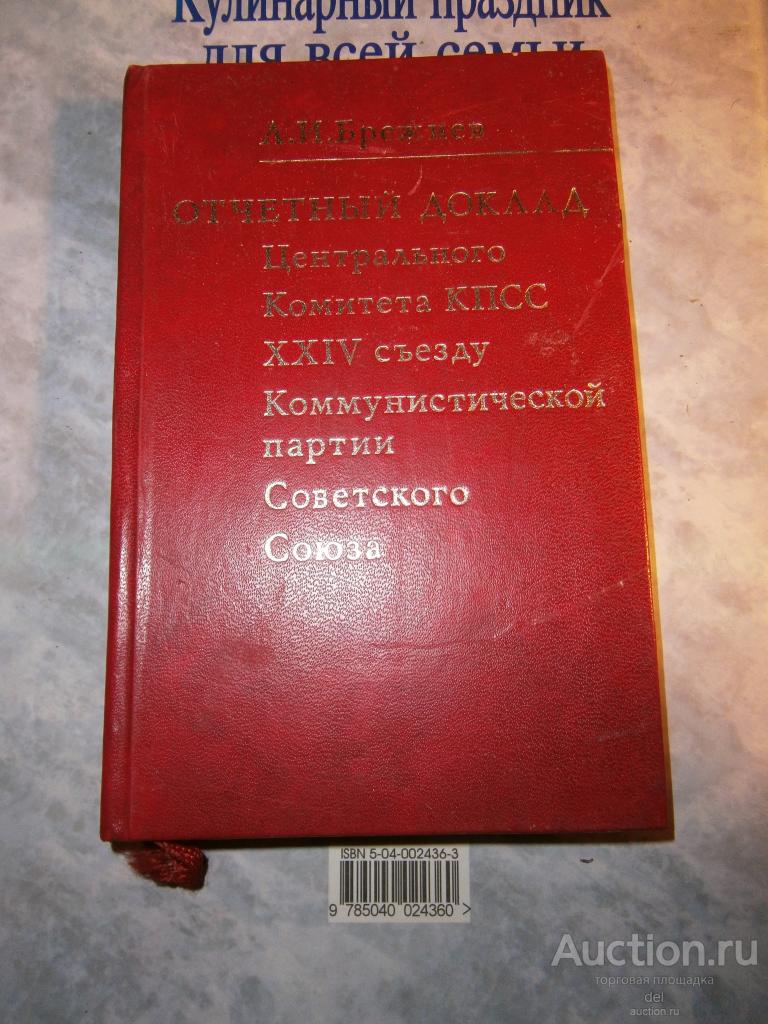 Кулинарный праздник
для всей семьи
Л.И.Брежнев
ОТЧЕТНЫЙ ДОКЛАД
Центрального
Комитета КПСС
XXIV съезду
Коммунистической
партии
Советского
Союза
ISBN 5-04-002436-3
9 785040 024360 >
Auction.ru
торговая площадка
del
auction.ru